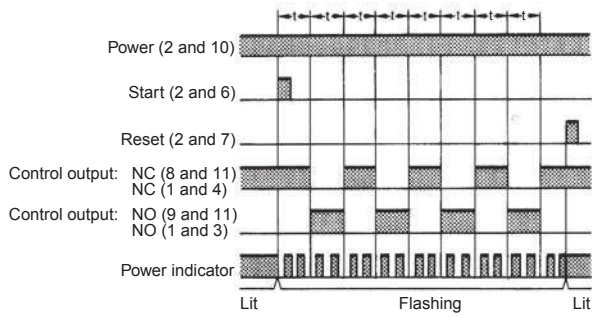 t t t t t t t t
Power (2 and 10)
Start (2 and 6)
Reset (2 and 7)
Control output: NC (8 and 11)
NC (1 and 4)
Control output: NO (9 and 11)
NO (1 and 3)
Power indicator
Lit Flashing Lit